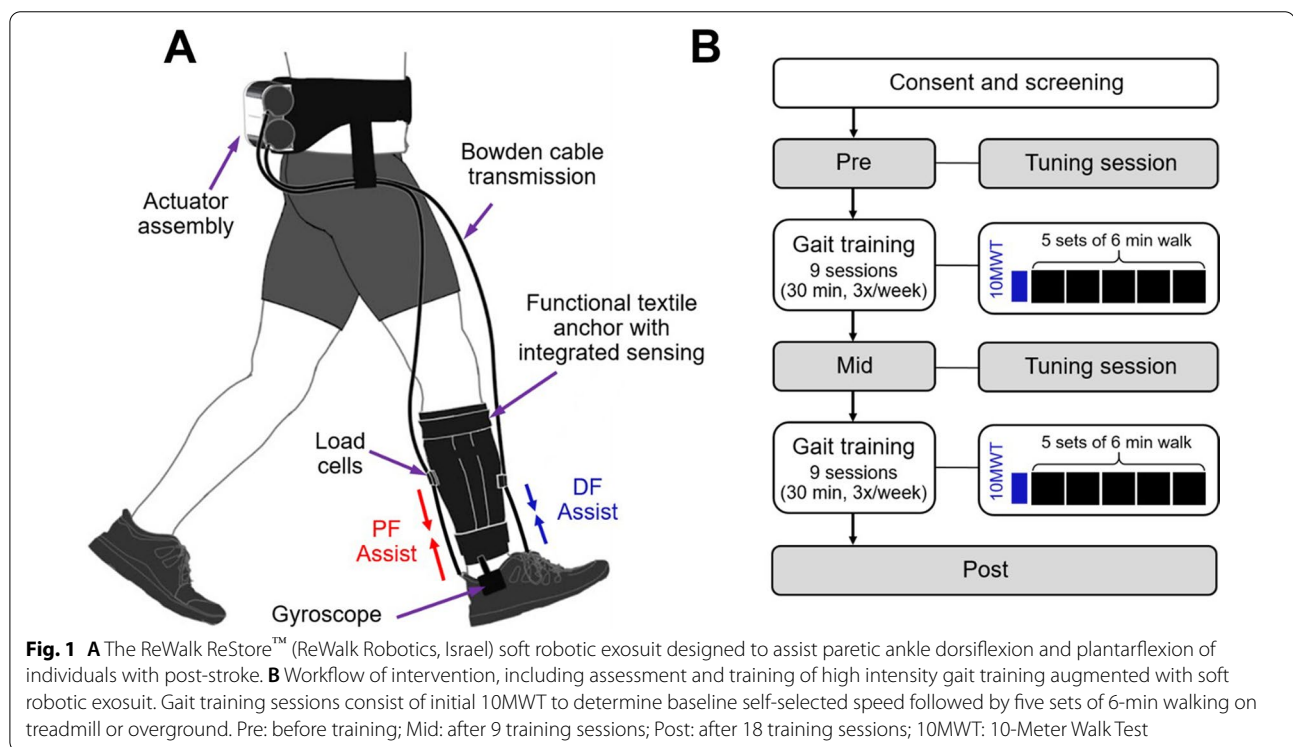 A
Actuator
assembly
Bowden cable
transmission
Functional textile
anchor with
integrated sensing
Load
cells
PF
Assist
DF
Assist
Gyroscope
B
Consent and screening
Pre
Tuning session
Gait training
9 sessions
(30 min, 3x/week)
10MWT
5 sets of 6 min walk
Mid
Tuning session
Gait training
9 sessions
(30 min, 3x/week)
10MWT
5 sets of 6 min walk
Post
Fig. 1 A The ReWalk ReStore™ (ReWalk Robotics, Israel) soft robotic exosuit designed to assist paretic ankle dorsiflexion and plantarflexion of
individuals with post-stroke. B Workflow of intervention, including assessment and training of high intensity gait training augmented with soft
robotic exosuit. Gait training sessions consist of initial 10MWT to determine baseline self-selected speed followed by five sets of 6-min walking on
treadmill or overground. Pre: before training; Mid: after 9 training sessions; Post: after 18 training sessions; 10MWT: 10-Meter Walk Test